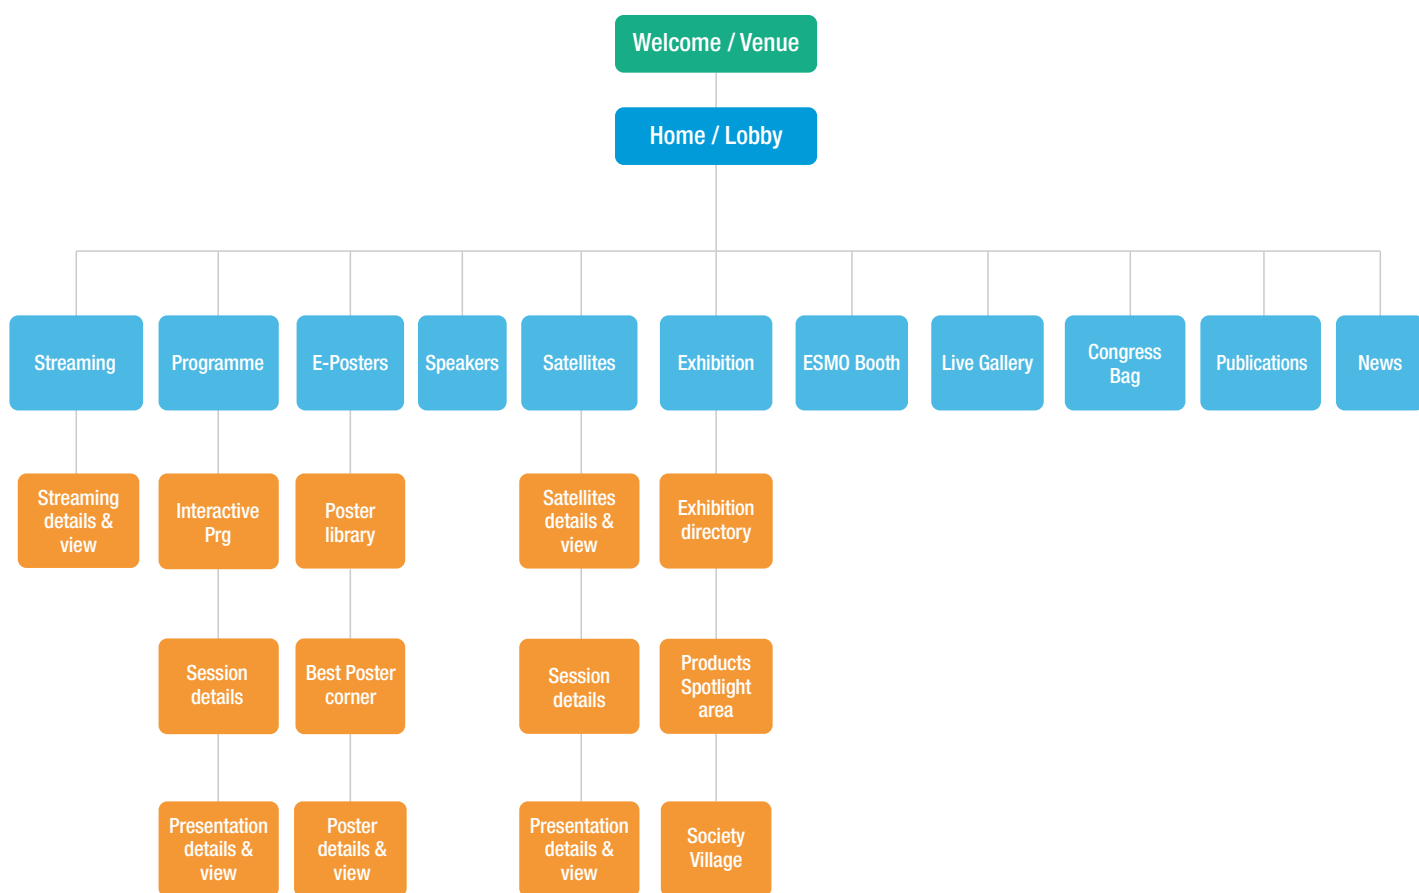 Welcome / Venue
Home / Lobby
Streaming
Programme
E-Posters
Speakers
Satellites
Exhibition
ESMO Booth
Live Gallery
Congress
Bag
Publications
News
Streaming
details &
view
Interactive
Prg
Poster
library
Satellites
details &
view
Exhibition
directory
Session
details
Best Poster
corner
Session
details
Products
Spotlight
area
Presentation
details &
view
Poster
details &
view
Presentation
details &
view
Society
Village